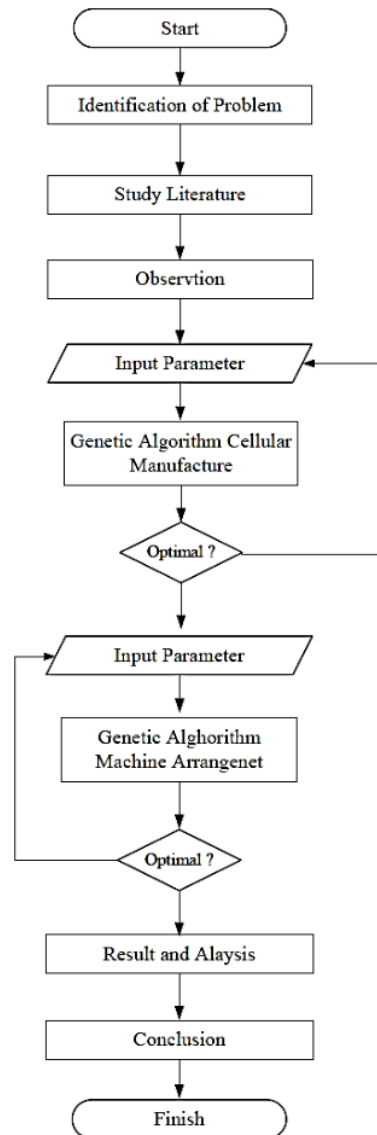 Start
Identification of Problem
Study Literature
Observtion
Input Parameter
Genetic Algorithm Cellular
Manufacture
Optimal ?
Input Parameter
Genetic Alghorithm
Machine Arrangenet
Optimal ?
Result and Alaysis
Conclusion
Finish